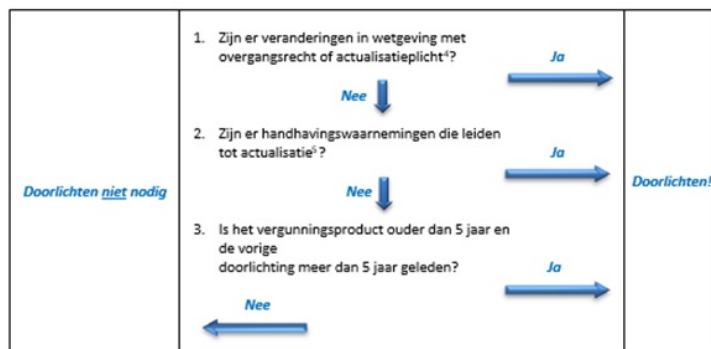 1. Zijn er veranderingen in wetgeving met
overgangsrecht of actualisatieplicht⁴?
Ja
Nee
2. Zijn er handhavingswaarnemingen die leiden
tot actualisatie⁵?
Ja
Doorlichten niet nodig
Nee
Doorlichten!
3. Is het vergunningsproduct ouder dan 5 jaar en
de vorige
doorlichting meer dan 5 jaar geleden?
Ja
Nee